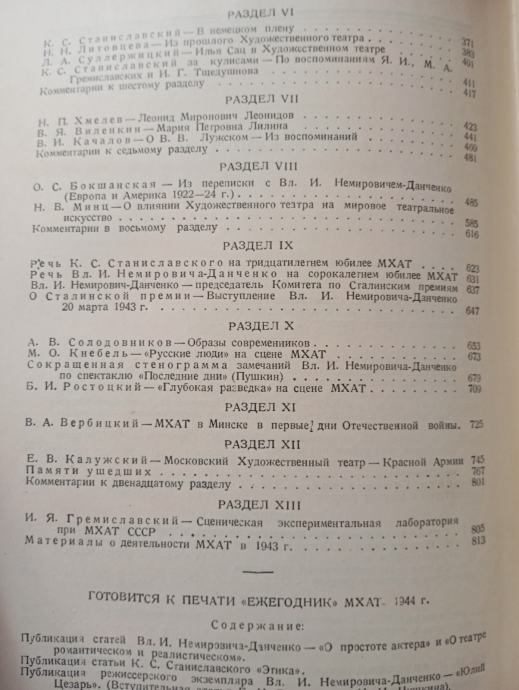 РАЗДЕЛ VI
К. С. Станиславский — В немецком плену . . . 371
Н. Н. Литовцева — Из прошлого Художественного театра . . . 383
Л. А. Суллержицкий — Илья Сац в Художественном театре . . . 401
К. С. Станиславский за кулисами — По воспоминаниям Я. И., М. А.
Гремиславских и И. Г. Тщедушнова . . . 411
Комментарии к шестому разделу . . . 417
РАЗДЕЛ VII
Н. П. Хмелев — Леонид Миронович Леонидов . . . 423
В. Я. Виленкин — Мария Петровна Лилина . . . 441
В. И. Качалов — О В. В. Лужском — Из воспоминаний . . . 460
Комментарии к седьмому разделу . . . 481
РАЗДЕЛ VIII
О. С. Бокшанская — Из переписки с Вл. И. Немировичем-Данченко
(Европа и Америка 1922—24 г.) . . . 485
Н. В. Минц — О влиянии Художественного театра на мировое театральное
искусство . . . 585
Комментарии к восьмому разделу . . . 616
РАЗДЕЛ IX
Речь К. С. Станиславского на тридцатилетнем юбилее МХАТ . . . 623
Речь Вл. И. Немировича-Данченко на сорокалетнем юбилее МХАТ 631
Вл. И. Немирович-Данченко — председатель Комитета по Сталинским премиям 637
О Сталинской премии — Выступление Вл. И. Немировича-Данченко
20 марта 1943 г. . . . 647
РАЗДЕЛ X
А. В. Солодовников — Образы современников . . . 653
М. О. Кнебель — «Русские люди» на сцене МХАТ . . . 673
Сокращенная стенограмма замечаний Вл. И. Немировича-Данченко
по спектаклю «Последние дни» (Пушкин) . . . 679
Б. И. Ростоцкий — «Глубокая разведка» на сцене МХАТ . . . 709
РАЗДЕЛ XI
В. А. Вербицкий — МХАТ в Минске в первые дни Отечественной войны. 725
РАЗДЕЛ XII
Е. В. Калужский — Московский Художественный театр — Красной Армии 745
Памяти ушедших . . . 767
Комментарии к двенадцатому разделу . . . 801
РАЗДЕЛ XIII
И. Я. Гремиславский — Сценическая экспериментальная лаборатория
при МХАТ СССР . . . 805
Материалы о деятельности МХАТ в 1943 г. . . . 813
ГОТОВИТСЯ К ПЕЧАТИ «ЕЖЕГОДНИК» МХАТ 1944 г.
Содержание:
Публикация статей Вл. И. Немировича-Данченко — «О простоте актера» и «О театре
романтическом и реалистическом».
Публикация статьи К. С. Станиславского «Этика».
Публикация режиссерского экземпляра Вл. И. Немировича-Данченко — «Юлий
Цезарь». (Вступительная